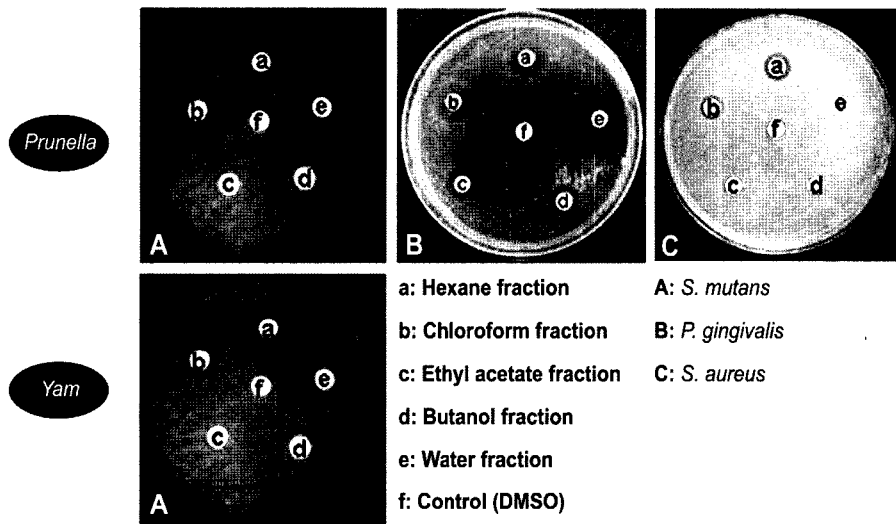 Prunella
a
b
e
f
c
d
A
a
b
e
f
c
d
B
a
b
e
f
c
d
C
Yam
a
b
f
e
c
d
A
a: Hexane fraction
b: Chloroform fraction
c: Ethyl acetate fraction
d: Butanol fraction
e: Water fraction
f: Control (DMSO)
A: S. mutans
B: P. gingivalis
C: S. aureus